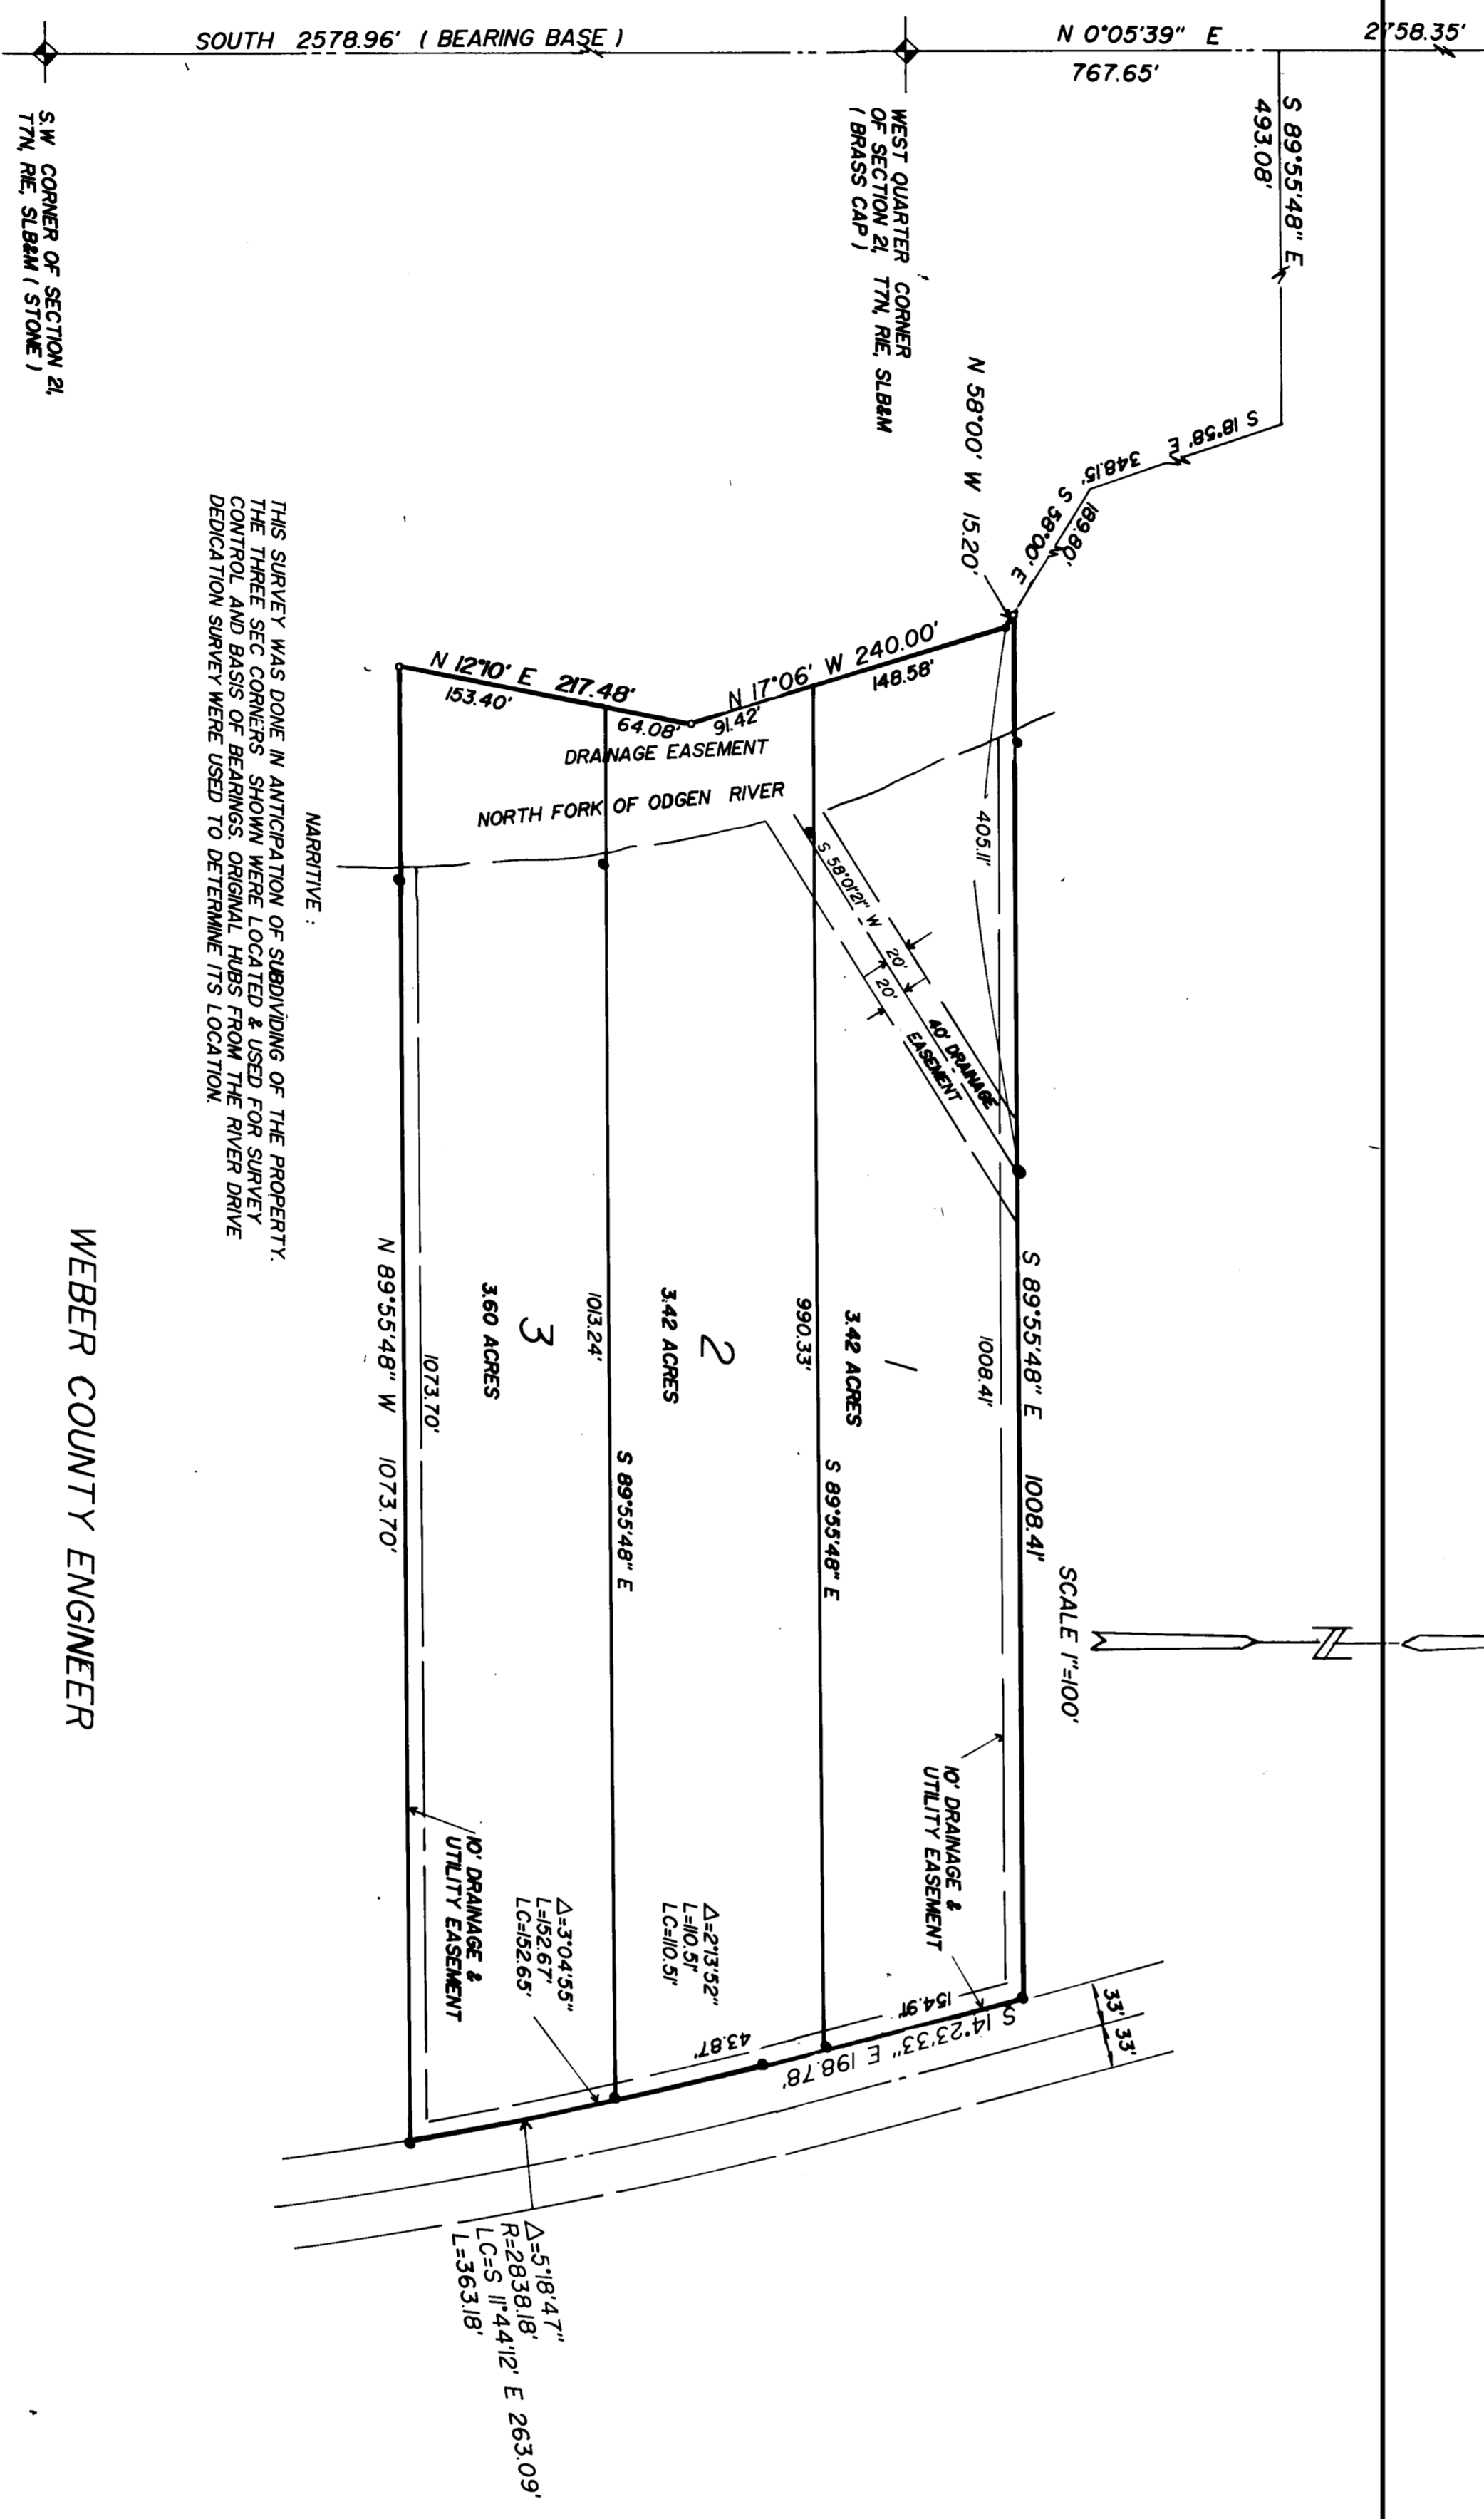 SOUTH 2578.96' ( BEARING BASE )
N 0°05'39" E
767.65'
2758.35'
S 89°55'48" E
493.08'
S.W CORNER OF SECTION 21,
T7N, R1E, SLB&M ( STONE )
WEST QUARTER CORNER
OF SECTION 21, T7N, R1E, SLB&M
( BRASS CAP )
S 18°58' E
348.15'
189.80'
S 58°00' E
N 58°00' W 15.20'
N 17°06' W 240.00'
148.58'
91.42'
N 12°10' E 217.48'
153.40'
64.08'
DRAINAGE EASEMENT
NORTH FORK OF ODGEN RIVER
405.11'
S 58°01'21" W
20'
20'
40' DRAINAGE
EASEMENT
NARRITIVE :
THIS SURVEY WAS DONE IN ANTICIPATION OF SUBDIVIDING OF THE PROPERTY.
THE THREE SEC CORNERS SHOWN WERE LOCATED & USED FOR SURVEY
CONTROL AND BASIS OF BEARINGS. ORIGINAL HUBS FROM THE RIVER DRIVE
DEDICATION SURVEY WERE USED TO DETERMINE ITS LOCATION.
S 89°55'48" E 1008.41'
1008.41'
1
3.42 ACRES
990.33'
S 89°55'48" E
2
3.42 ACRES
1013.24'
S 89°55'48" E
3
3.60 ACRES
1073.70'
N 89°55'48" W 1073.70'
SCALE 1"=100'
N
10' DRAINAGE &
UTILITY EASEMENT
10' DRAINAGE &
UTILITY EASEMENT
Δ=2°13'52"
L=110.51'
LC=110.51'
Δ=3°04'55"
L=152.67'
LC=152.65'
154.91'
S 14°23'33" E 198.78'
43.87'
33'
33'
Δ=5°18'47"
R=2838.18'
LC=S 11°44'12' E 263.09'
L=363.18'
WEBER COUNTY ENGINEER